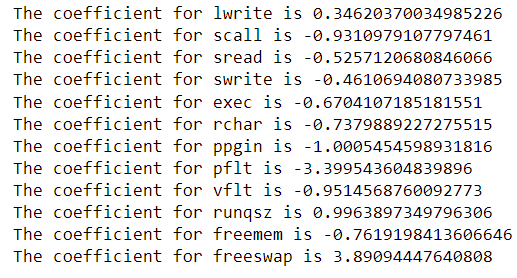 The coefficient for lwrite is 0.34620370034985226
The coefficient for scall is -0.9310979107797461
The coefficient for sread is -0.5257120680846066
The coefficient for swrite is -0.4610694080733985
The coefficient for exec is -0.6704107185181551
The coefficient for rchar is -0.7379889227275515
The coefficient for ppgin is -1.0005454598931816
The coefficient for pflt is -3.399543604839896
The coefficient for vflt is -0.9514568760092773
The coefficient for runqsz is 0.9963897349796306
The coefficient for freemem is -0.7619198413606646
The coefficient for freeswap is 3.89094447640808